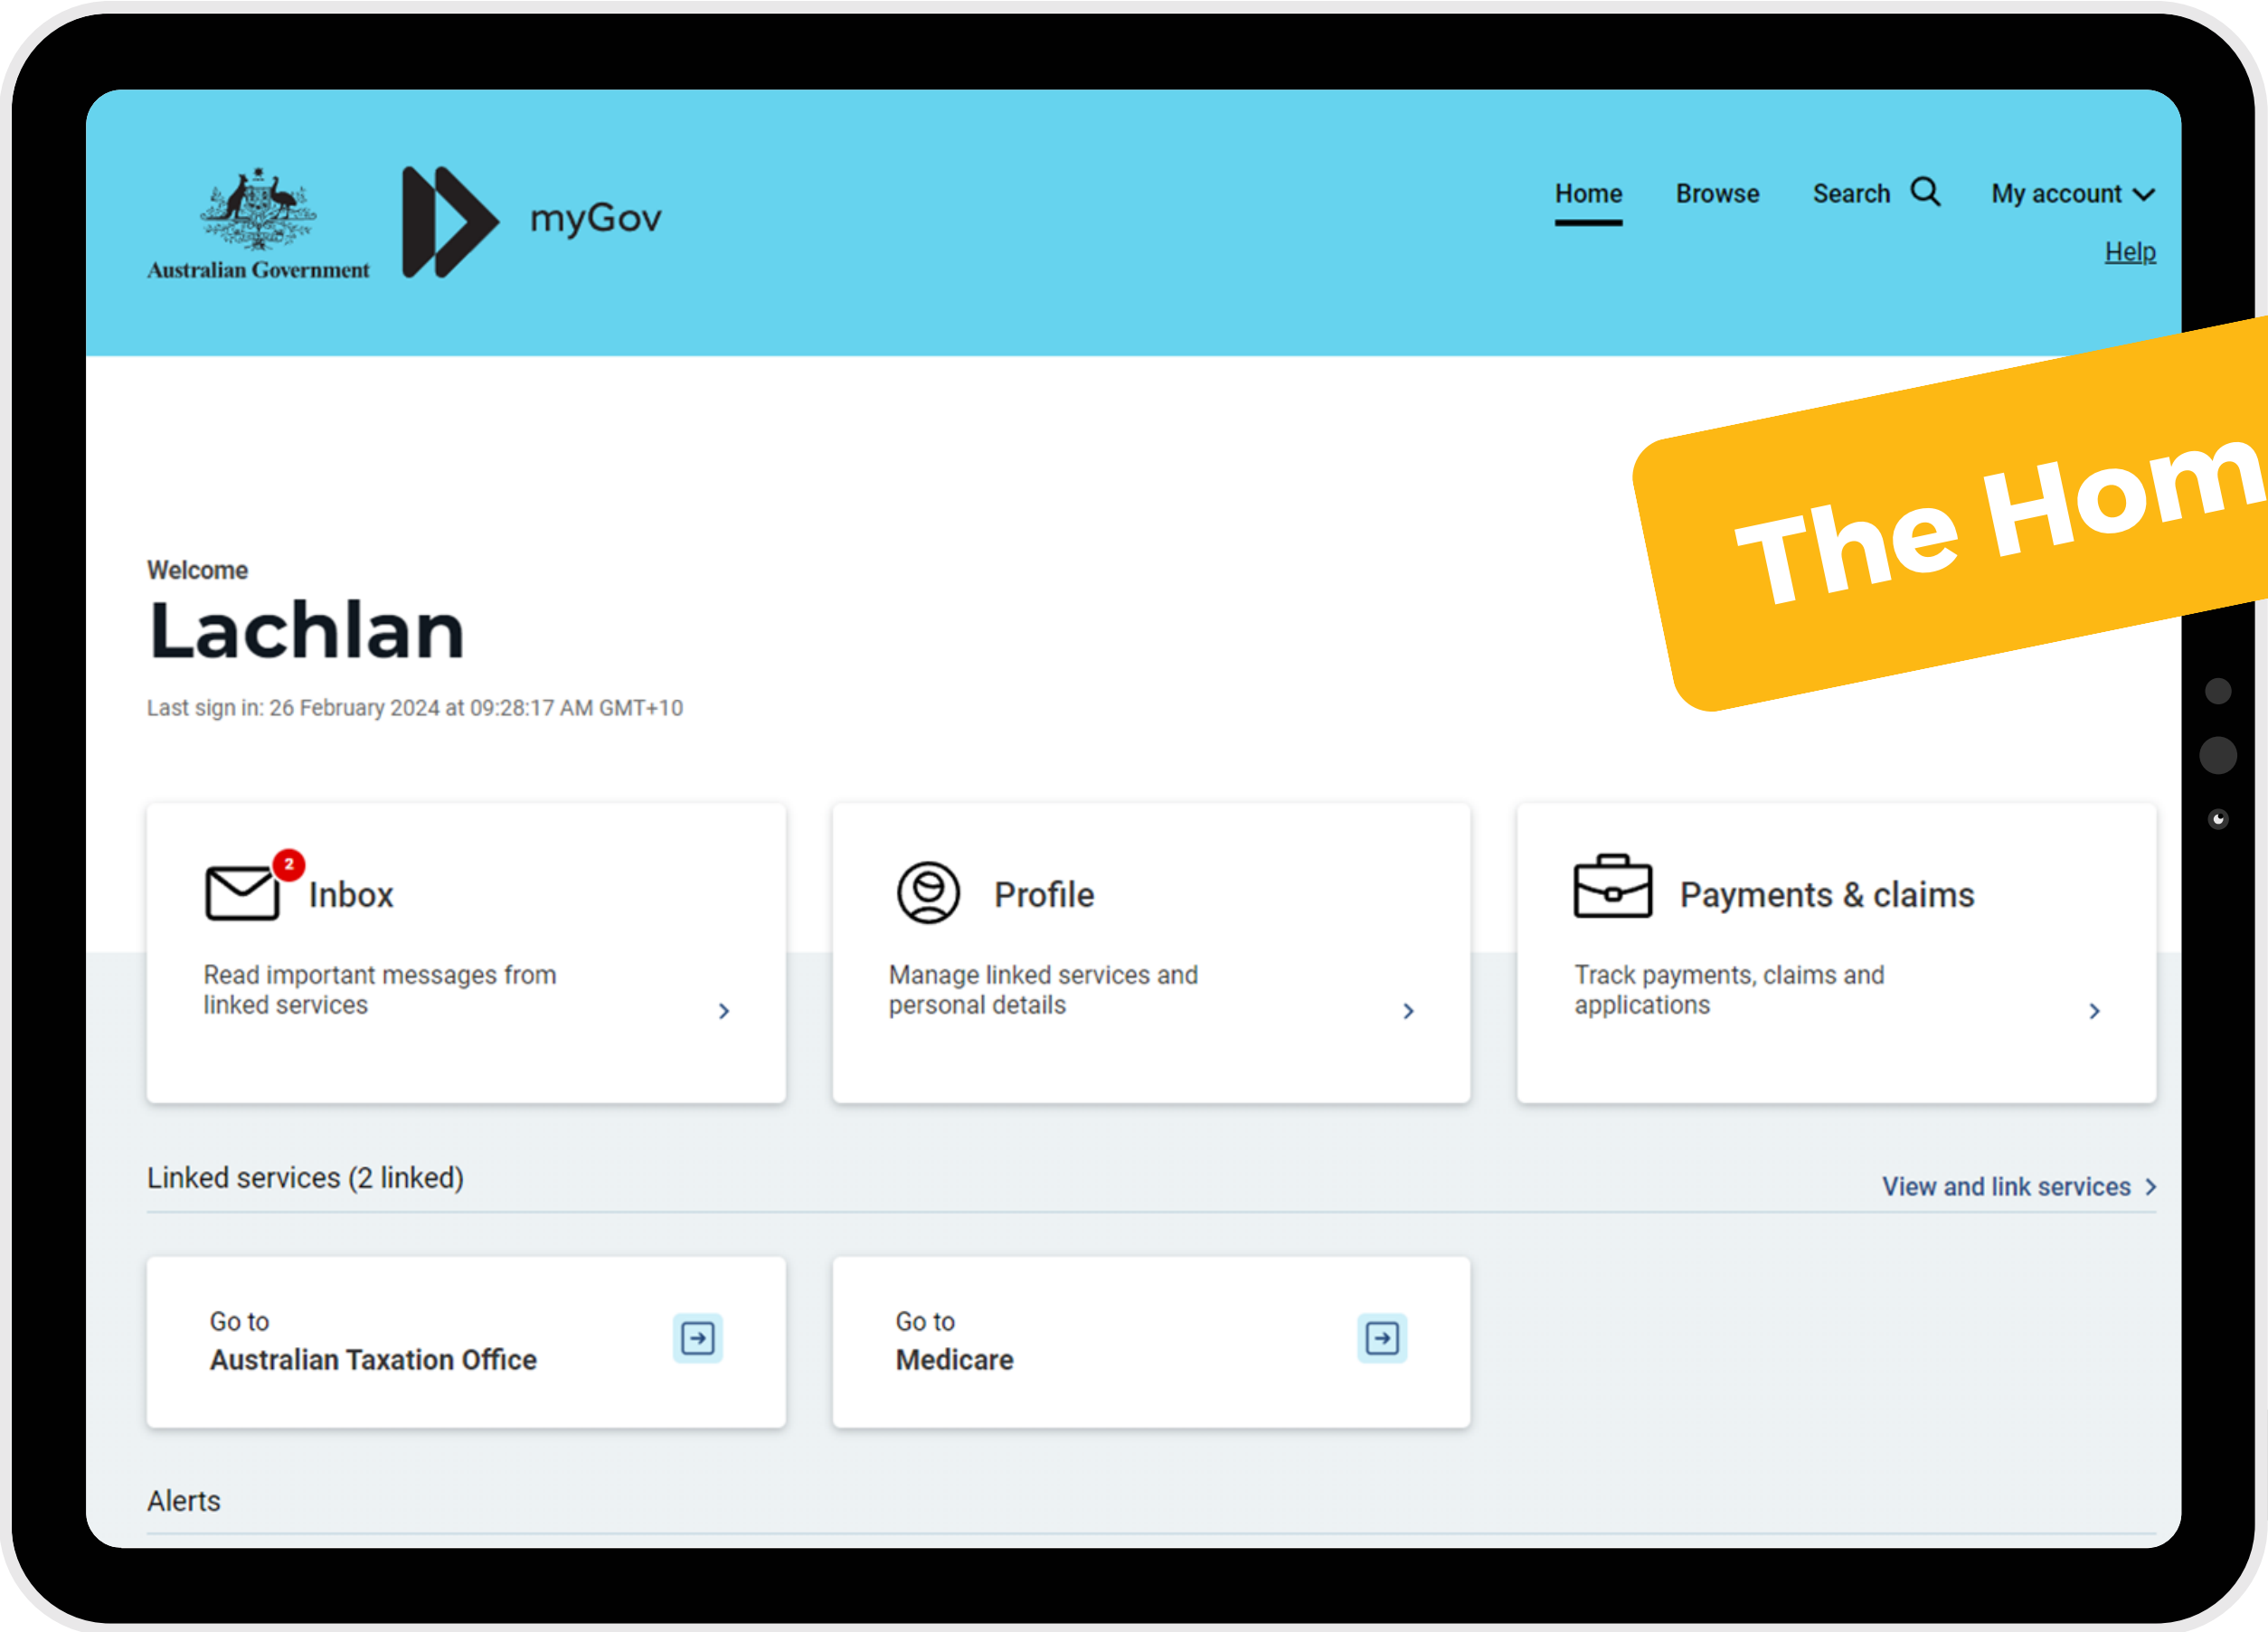 Australian Government
myGov
Home
Browse
Search
My account
Help
The Hom
Welcome
Lachlan
Last sign in: 26 February 2024 at 09:28:17 AM GMT+10
2
Inbox
Read important messages from
linked services
Profile
Manage linked services and
personal details
Payments & claims
Track payments, claims and
applications
Linked services (2 linked)
View and link services
Go to
Australian Taxation Office
Go to
Medicare
Alerts